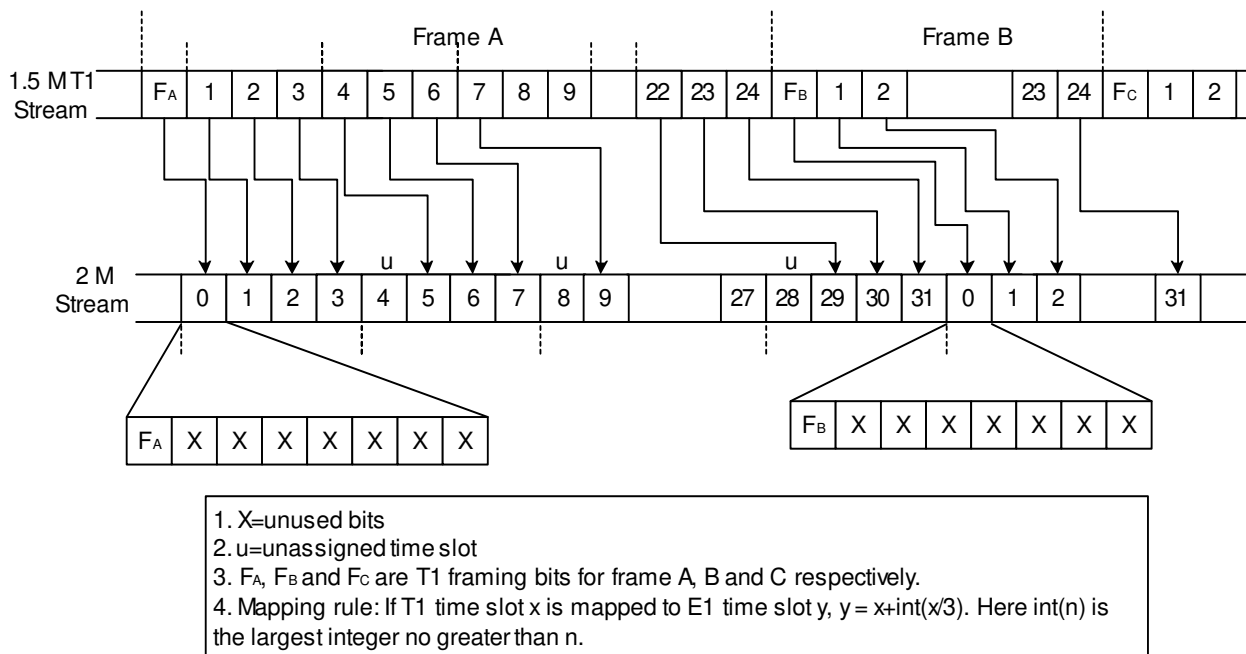 Frame A Frame B
1.5 M T1 Stream
FA 1 2 3 4 5 6 7 8 9 22 23 24 FB 1 2 23 24 FC 1 2
u u u
2 M Stream
0 1 2 3 4 5 6 7 8 9 27 28 29 30 31 0 1 2 31
FA X X X X X X X
FB X X X X X X X
1. X=unused bits
2. u=unassigned time slot
3. FA, FB and FC are T1 framing bits for frame A, B and C respectively.
4. Mapping rule: If T1 time slot x is mapped to E1 time slot y, y = x+int(x/3). Here int(n) is
the largest integer no greater than n.